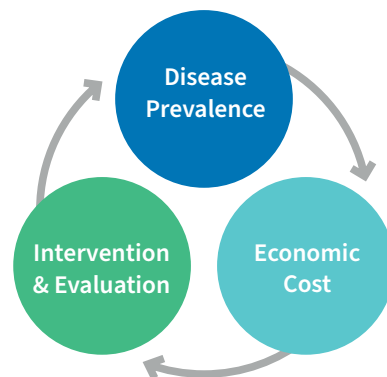 Disease
Prevalence
Economic
Cost
Intervention
& Evaluation